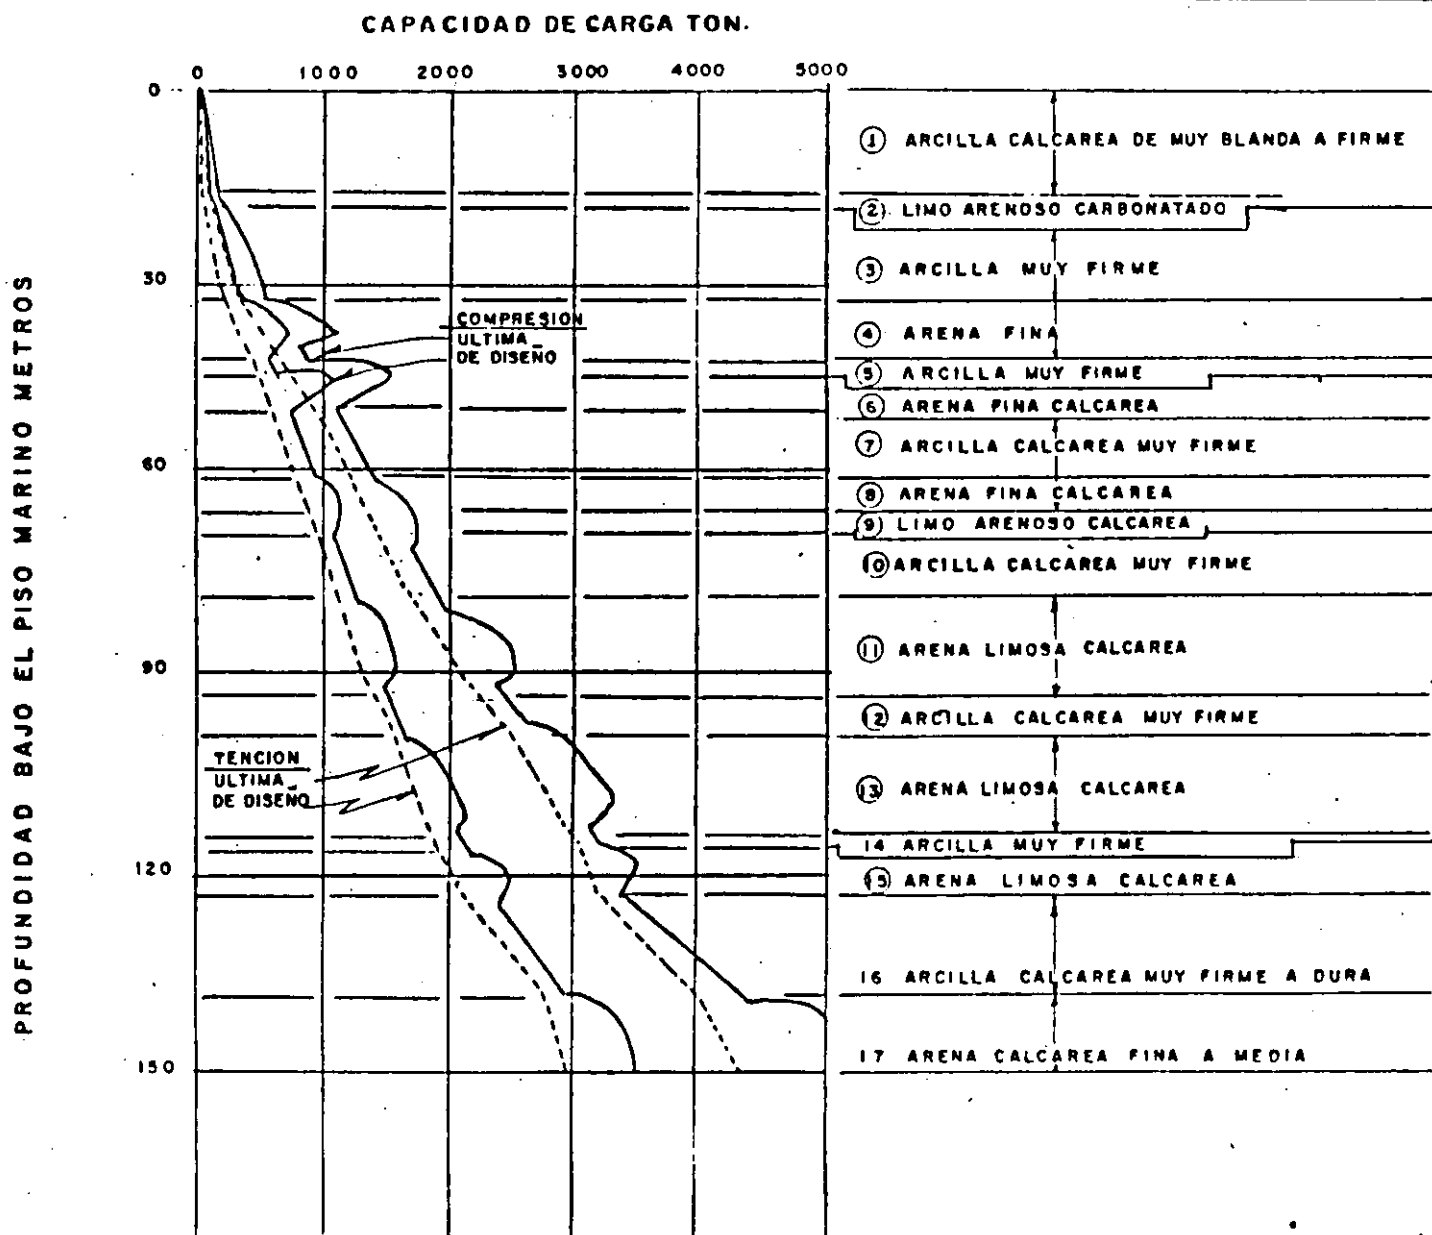 CAPACIDAD DE CARGA TON.
0 1000 2000 3000 4000 5000
PROFUNDIDAD BAJO EL PISO MARINO METROS
0
30
60
90
120
150
COMPRESION
ULTIMA
DE DISEÑO
TENCION
ULTIMA
DE DISEÑO
1 ARCILLA CALCAREA DE MUY BLANDA A FIRME
2 LIMO ARENOSO CARBONATADO
3 ARCILLA MUY FIRME
4 ARENA FINA
5 ARCILLA MUY FIRME
6 ARENA FINA CALCAREA
7 ARCILLA CALCAREA MUY FIRME
8 ARENA FINA CALCAREA
9 LIMO ARENOSO CALCAREA
10 ARCILLA CALCAREA MUY FIRME
11 ARENA LIMOSA CALCAREA
12 ARCILLA CALCAREA MUY FIRME
13 ARENA LIMOSA CALCAREA
14 ARCILLA MUY FIRME
15 ARENA LIMOSA CALCAREA
16 ARCILLA CALCAREA MUY FIRME A DURA
17 ARENA CALCAREA FINA A MEDIA